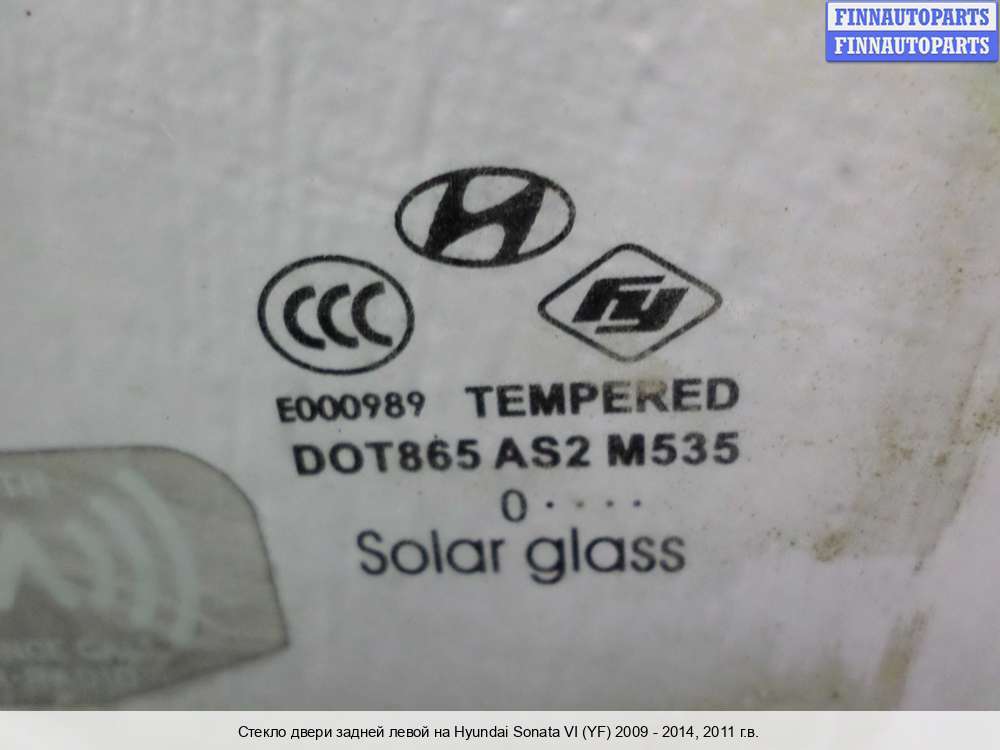 FINNAUTOPARTS
FINNAUTOPARTS
CCC
E000989 TEMPERED
DOT865 AS2 M535
0 · · · ·
Solar glass
Стекло двери задней левой на Hyundai Sonata VI (YF) 2009 - 2014, 2011 г.в.